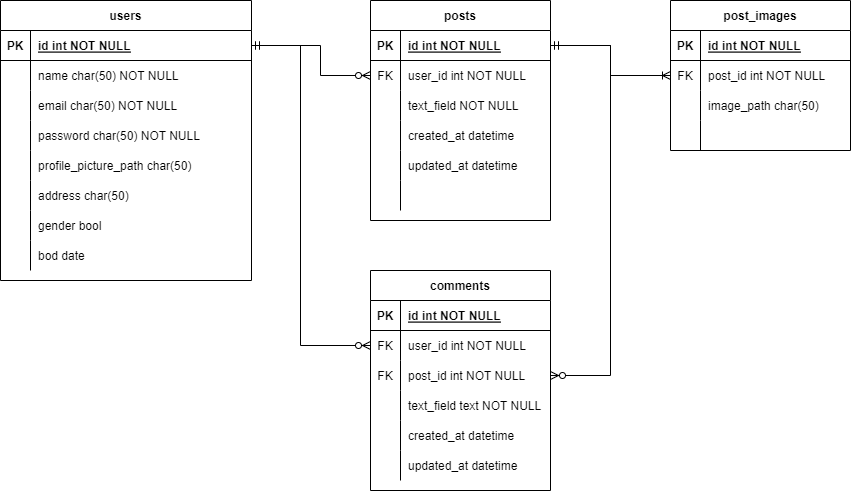 users
PK id int NOT NULL
name char(50) NOT NULL
email char(50) NOT NULL
password char(50) NOT NULL
profile_picture_path char(50)
address char(50)
gender bool
bod date
posts
PK id int NOT NULL
FK user_id int NOT NULL
text_field NOT NULL
created_at datetime
updated_at datetime
post_images
PK id int NOT NULL
FK post_id int NOT NULL
image_path char(50)
comments
PK id int NOT NULL
FK user_id int NOT NULL
FK post_id int NOT NULL
text_field text NOT NULL
created_at datetime
updated_at datetime